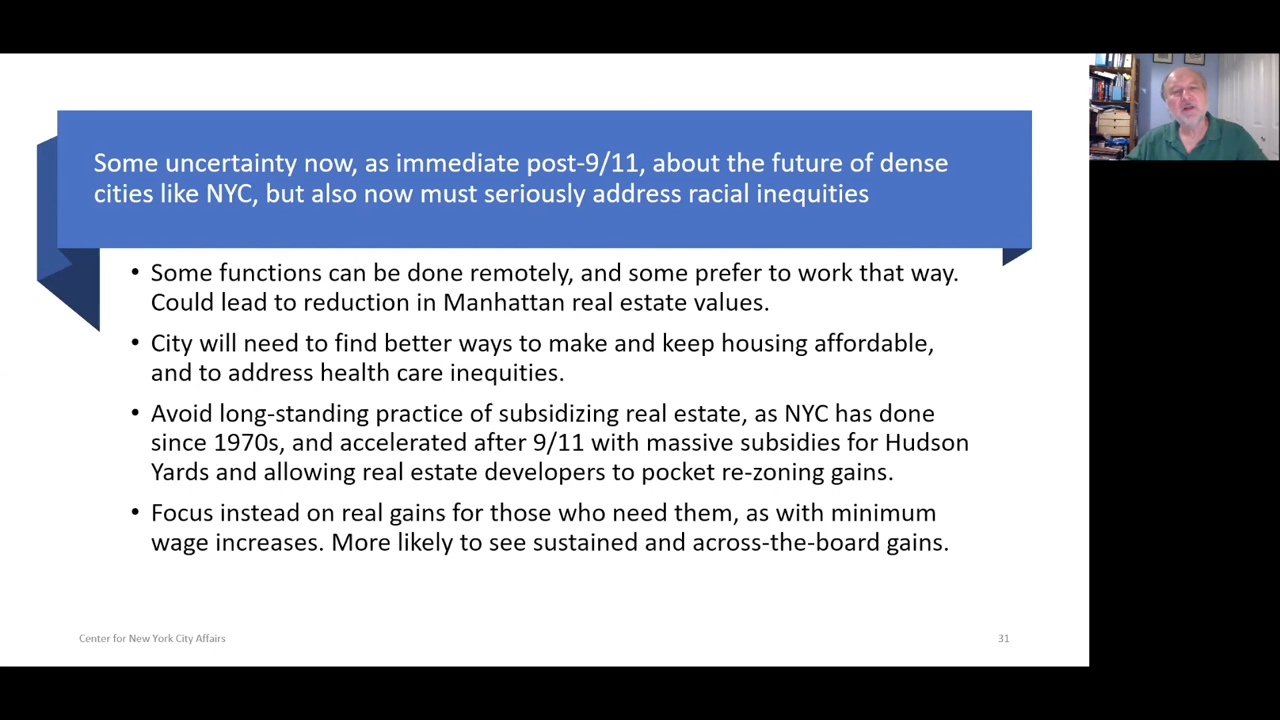 Some uncertainty now, as immediate post-9/11, about the future of dense
cities like NYC, but also now must seriously address racial inequities
• Some functions can be done remotely, and some prefer to work that way.
Could lead to reduction in Manhattan real estate values.
• City will need to find better ways to make and keep housing affordable,
and to address health care inequities.
• Avoid long-standing practice of subsidizing real estate, as NYC has done
since 1970s, and accelerated after 9/11 with massive subsidies for Hudson
Yards and allowing real estate developers to pocket re-zoning gains.
• Focus instead on real gains for those who need them, as with minimum
wage increases. More likely to see sustained and across-the-board gains.
Center for New York City Affairs
31